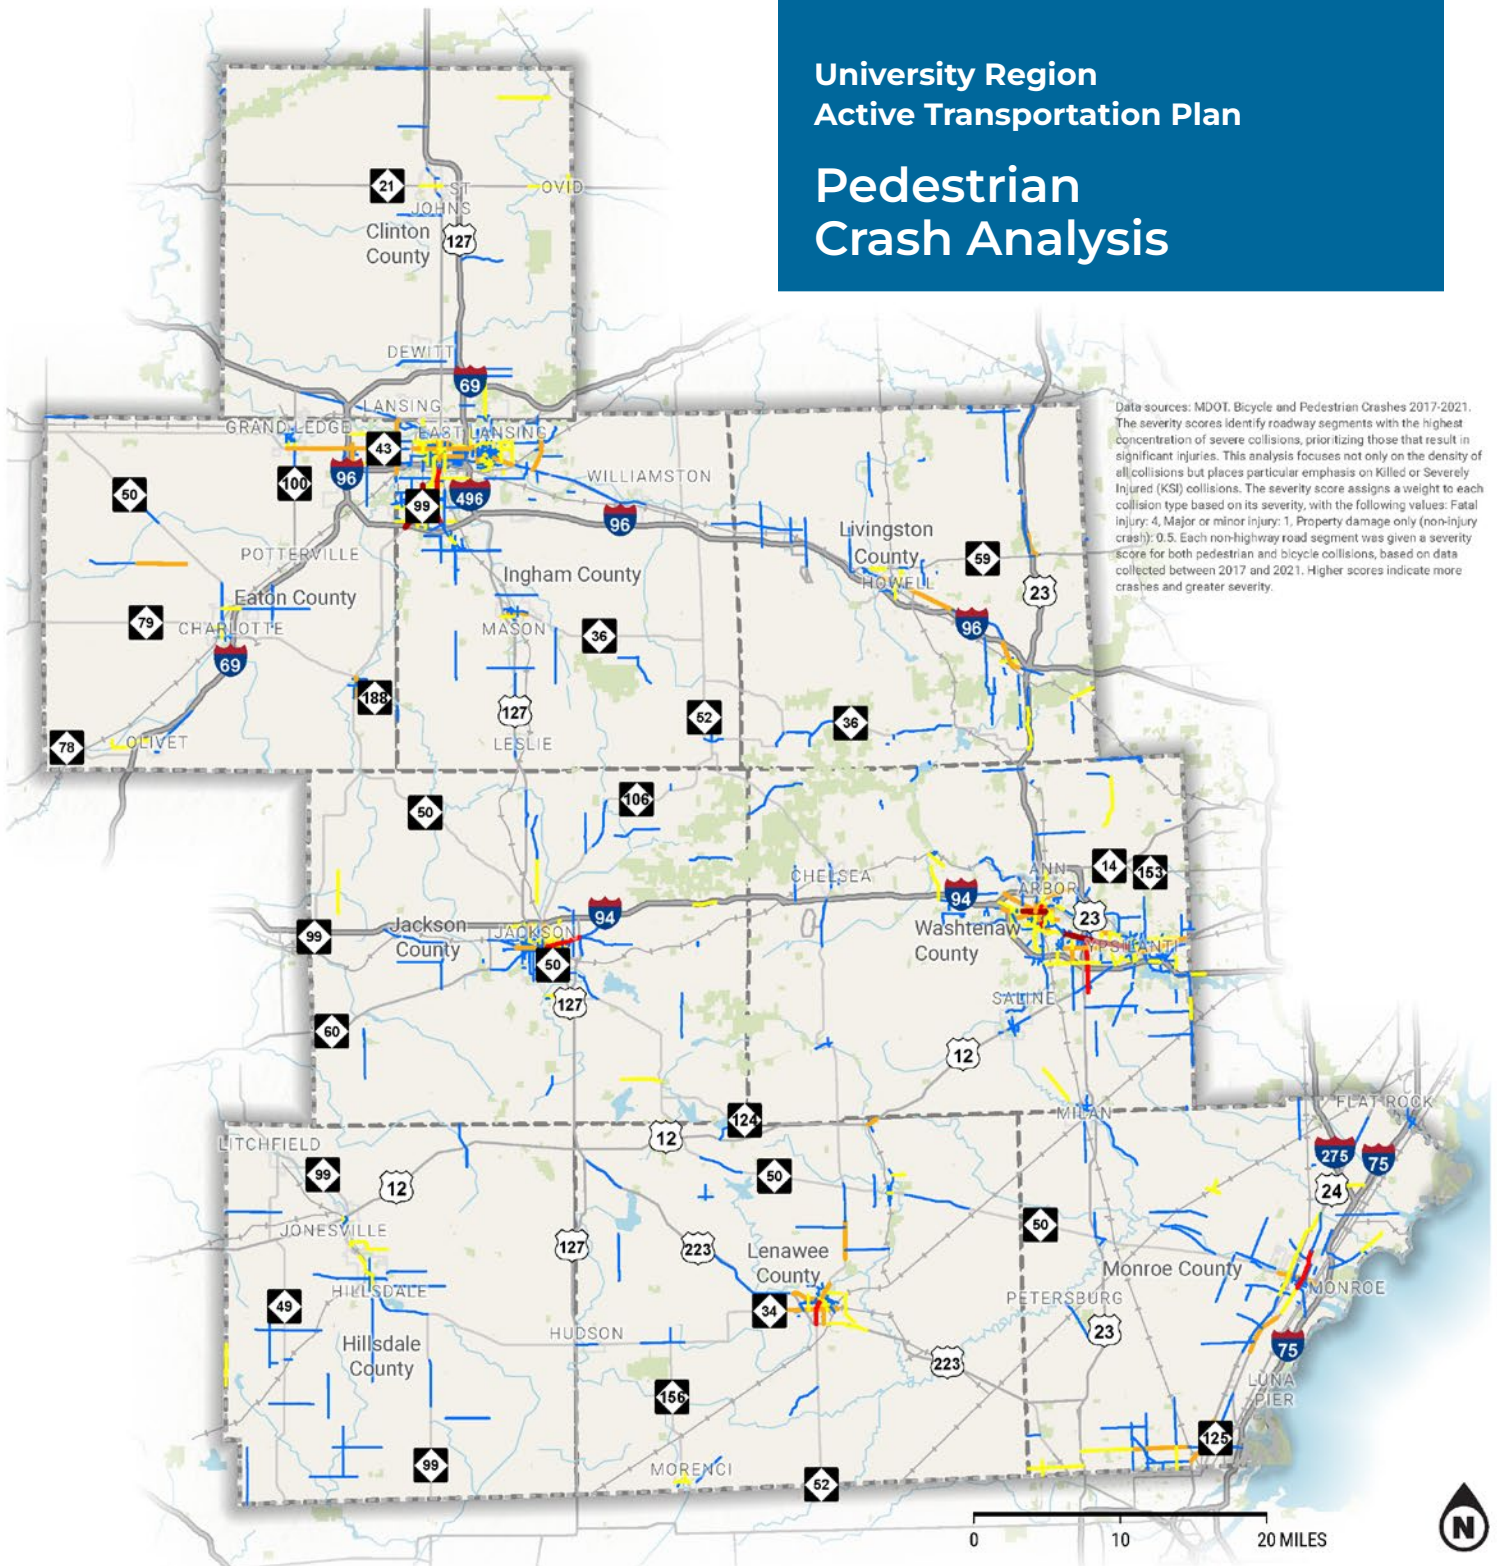 University Region
Active Transportation Plan
Pedestrian
Crash Analysis
Data sources: MDOT. Bicycle and Pedestrian Crashes 2017-2021.
The severity scores identify roadway segments with the highest
concentration of severe collisions, prioritizing those that result in
significant injuries. This analysis focuses not only on the density of
all collisions but places particular emphasis on Killed or Severely
Injured (KSI) collisions. The severity score assigns a weight to each
collision type based on its severity, with the following values: Fatal
injury: 4, Major or minor injury: 1, Property damage only (non-injury
crash): 0.5. Each non-highway road segment was given a severity
score for both pedestrian and bicycle collisions, based on data
collected between 2017 and 2021. Higher scores indicate more
crashes and greater severity.
21
ST
JOHNS
OVID
Clinton
County
127
DEWITT
69
LANSING
GRAND LEDGE
EAST LANSING
43
96
100
50
99
496
WILLIAMSTON
96
Livingston
County
59
HOWELL
23
POTTERVILLE
Ingham County
Eaton County
79
CHARLOTTE
69
MASON
36
96
188
127
52
36
78
OLIVET
LESLIE
50
106
CHELSEA
ANN
ARBOR
14
153
94
94
23
99
Jackson
County
JACKSON
50
Washtenaw
County
YPSILANTI
127
SALINE
60
12
124
MILAN
FLAT ROCK
LITCHFIELD
12
99
12
50
275
75
24
JONESVILLE
127
223
50
Lenawee
County
Monroe County
HILLSDALE
49
34
PETERSBURG
MONROE
HUDSON
23
Hillsdale
County
75
223
LUNA
PIER
156
125
99
MORENCI
52
0
10
20 MILES
N